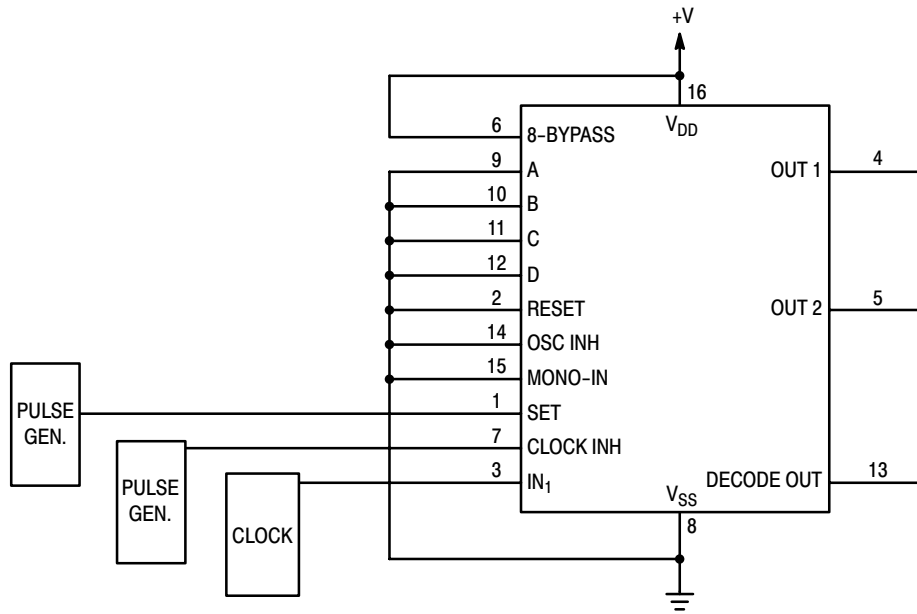 +V
16
V_DD
6
8-BYPASS
9
A
OUT 1
4
10
B
11
C
12
D
2
RESET
OUT 2
5
14
OSC INH
15
MONO-IN
PULSE
GEN.
1
SET
7
CLOCK INH
PULSE
GEN.
3
IN1
DECODE OUT
13
VSS
CLOCK
8